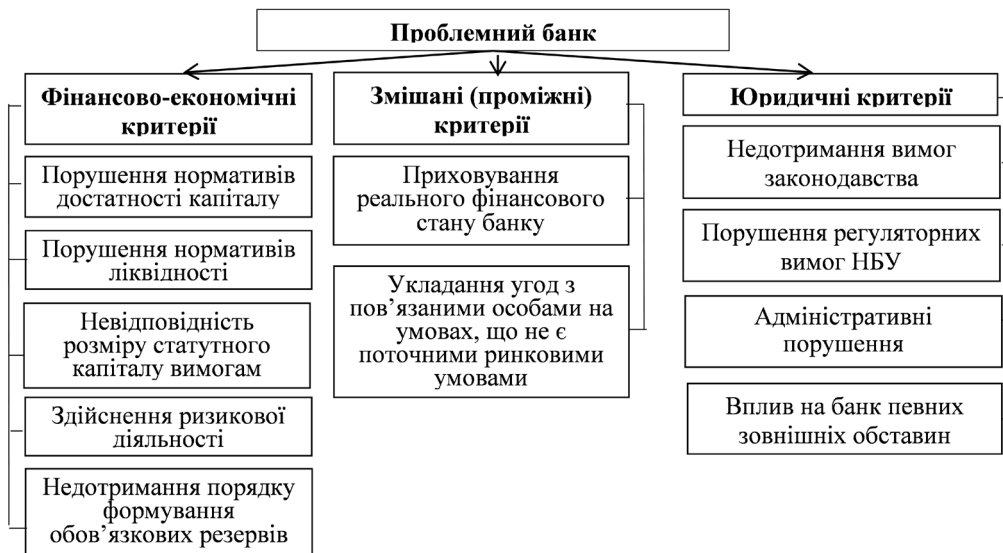 Проблемний банк
Фінансово-економічні
критерії
Порушення нормативів
достатності капіталу
Порушення нормативів
ліквідності
Невідповідність
розміру статутного
капіталу вимогам
Здійснення ризикової
діяльності
Недотримання порядку
формування
обов’язкових резервів
Змішані (проміжні)
критерії
Приховування
реального фінансового
стану банку
Укладання угод з
пов’язаними особами на
умовах, що не є
поточними ринковими
умовами
Юридичні критерії
Недотримання вимог
законодавства
Порушення регуляторних
вимог НБУ
Адміністративні
порушення
Вплив на банк певних
зовнішніх обставин